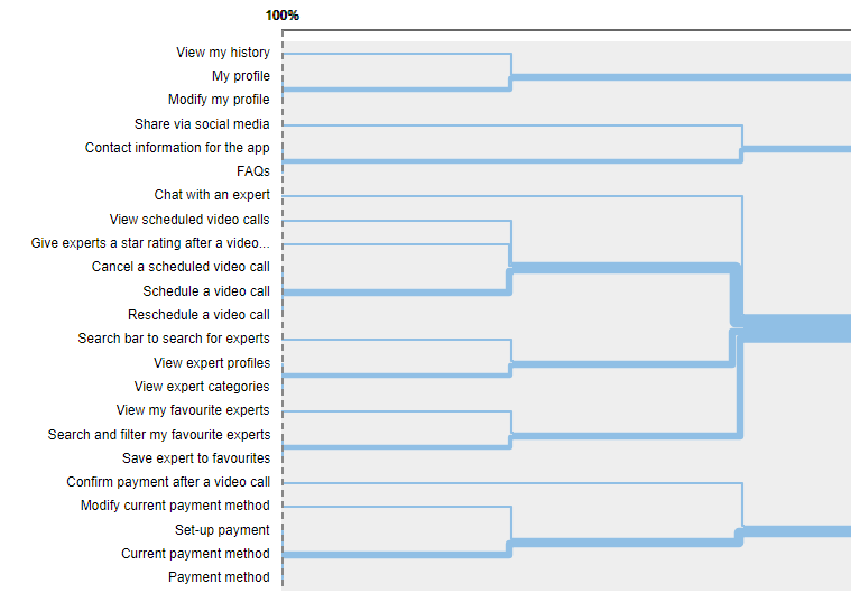 100%
View my history
My profile
Modify my profile
Share via social media
Contact information for the app
FAQs
Chat with an expert
View scheduled video calls
Give experts a star rating after a video...
Cancel a scheduled video call
Schedule a video call
Reschedule a video call
Search bar to search for experts
View expert profiles
View expert categories
View my favourite experts
Search and filter my favourite experts
Save expert to favourites
Confirm payment after a video call
Modify current payment method
Set-up payment
Current payment method
Payment method